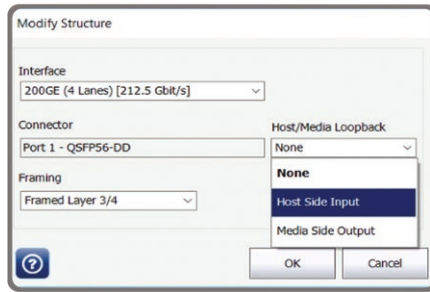 Modify Structure
Interface
200GE (4 Lanes) [212.5 Gbit/s]
Connector
Host/Media Loopback
Port 1 - QSFP56-DD
None
Framing
None
Framed Layer 3/4
Host Side Input
Media Side Output
?
OK
Cancel